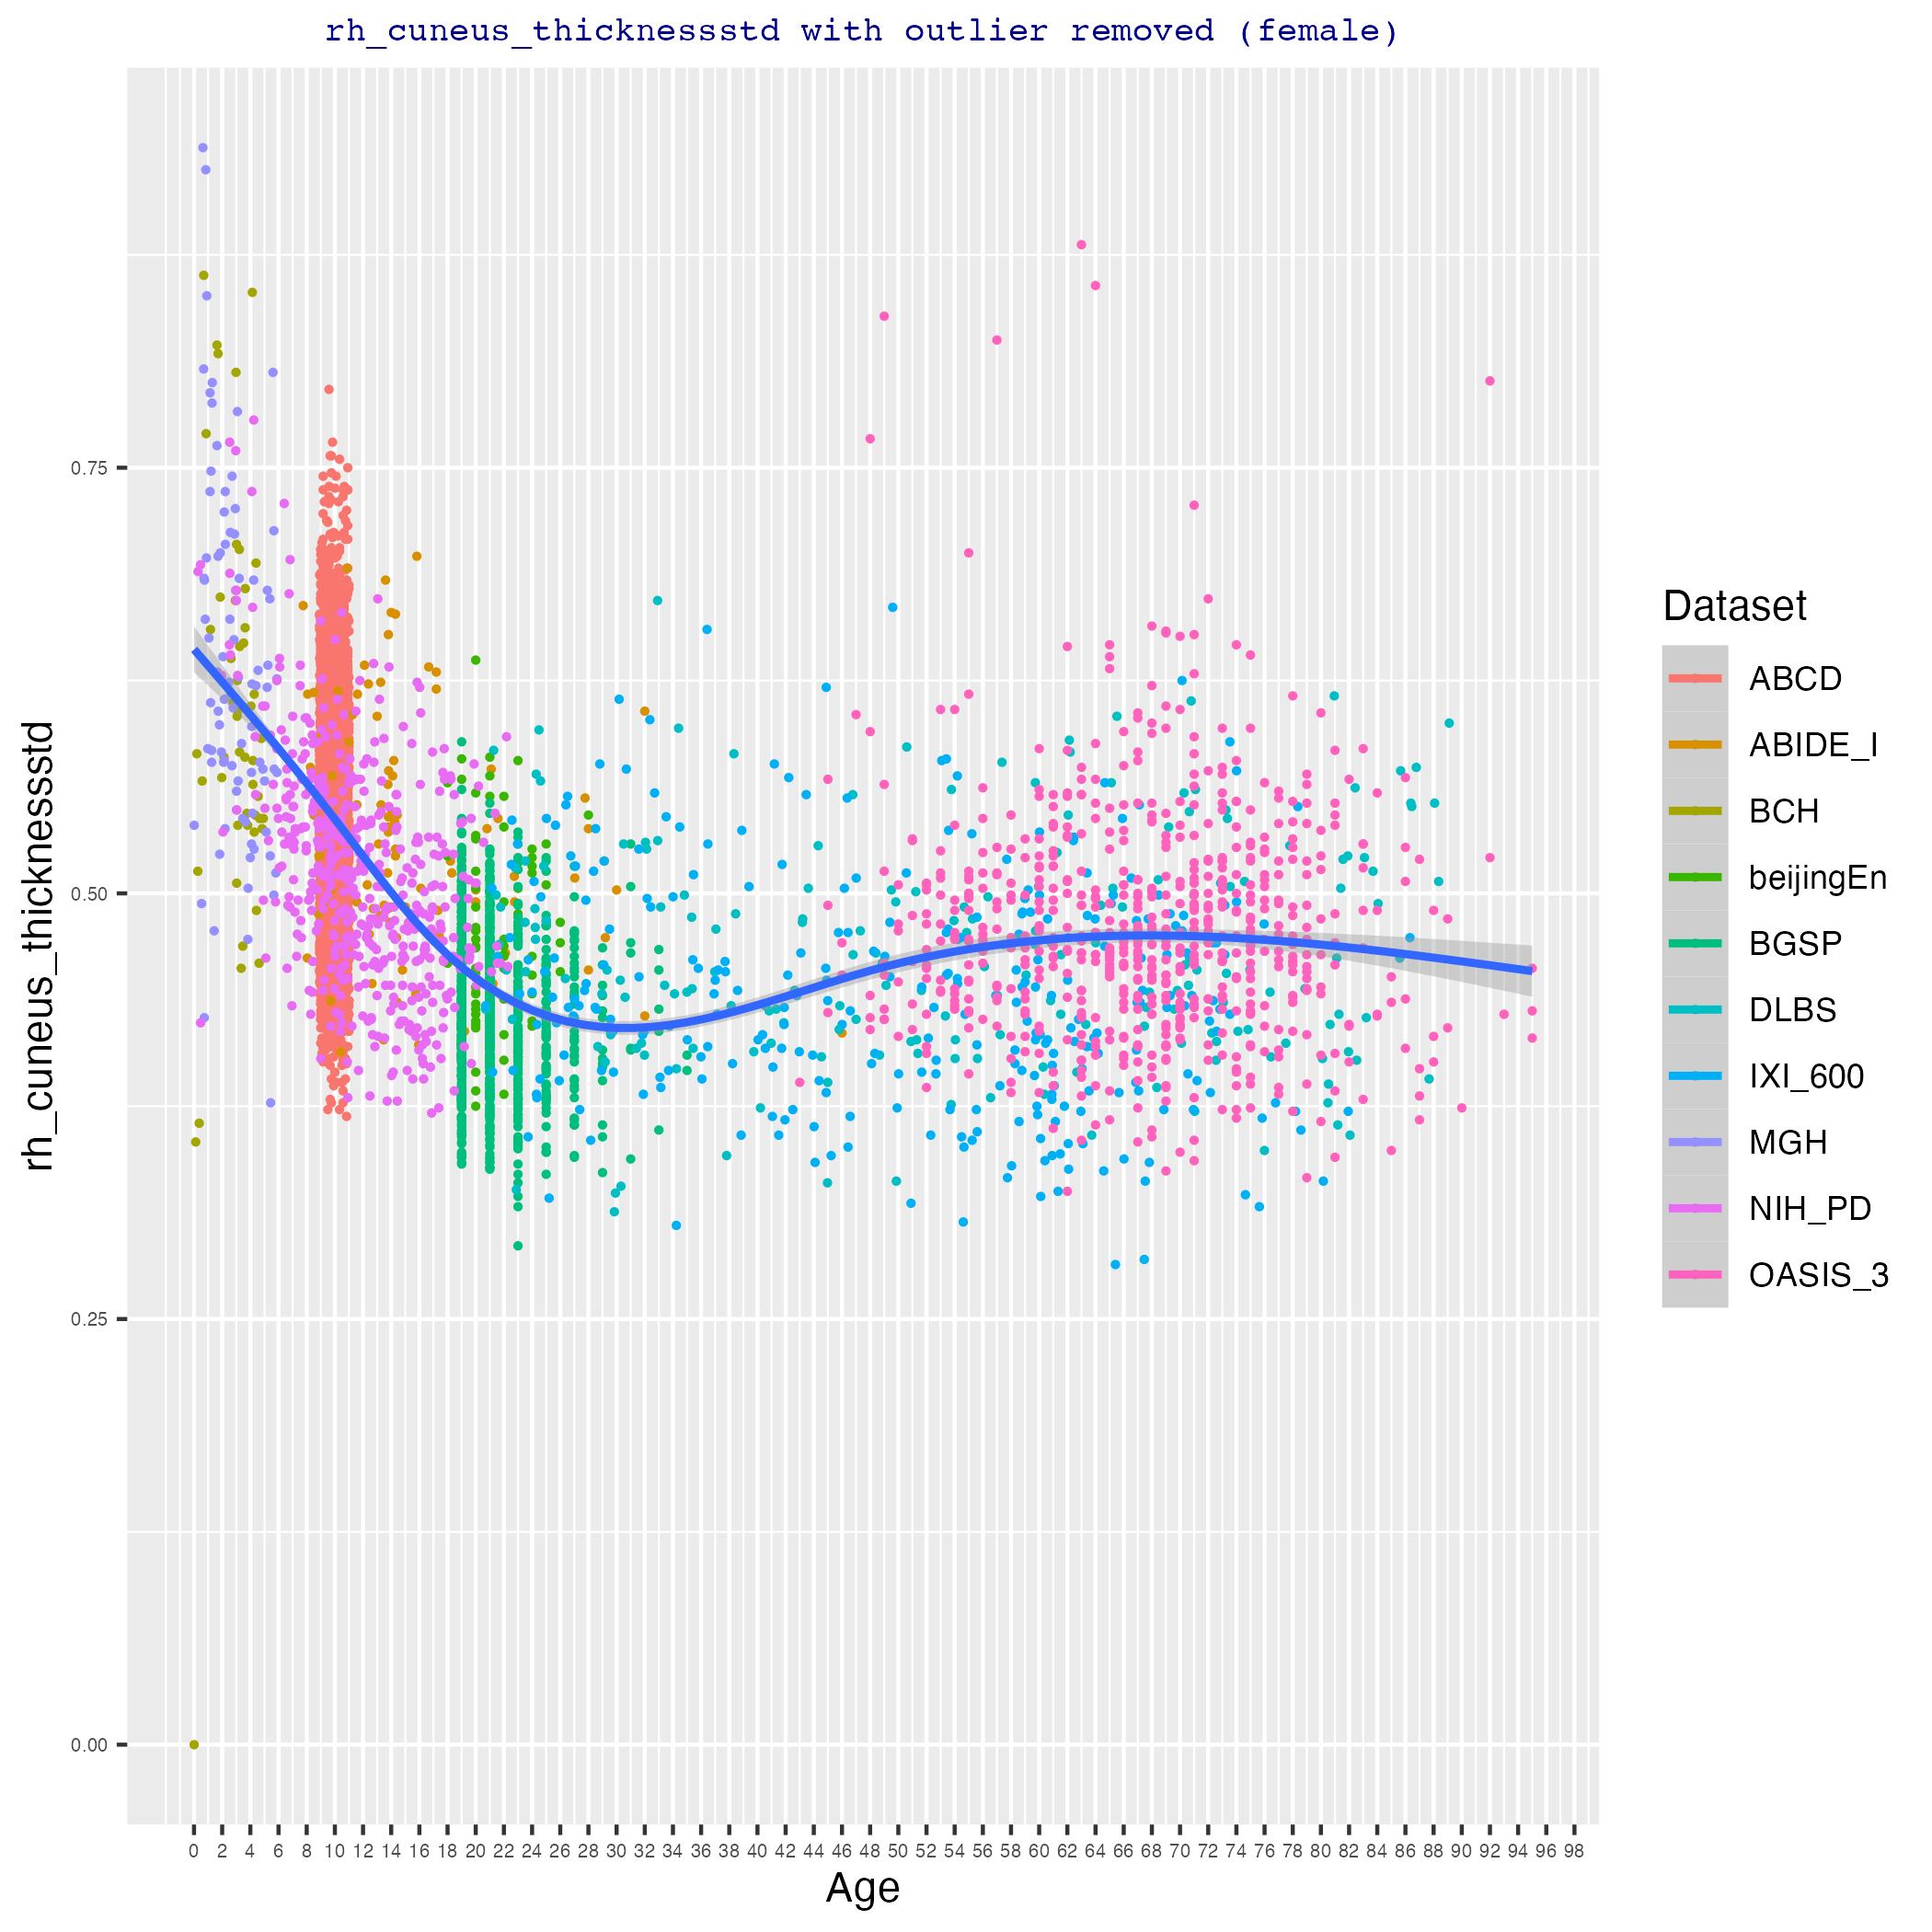 rh_cuneus_thicknessstd with outlier removed (female)
rh_cuneus_thicknessstd
0.75
0.50
0.25
0.00
0 2 4 6 8 10 12 14 16 18 20 22 24 26 28 30 32 34 36 38 40 42 44 46 48 50 52 54 56 58 60 62 64 66 68 70 72 74 76 78 80 82 84 86 88 90 92 94 96 98
Age
Dataset
ABCD
ABIDE_I
BCH
beijingEn
BGSP
DLBS
IXI_600
MGH
NIH_PD
OASIS_3